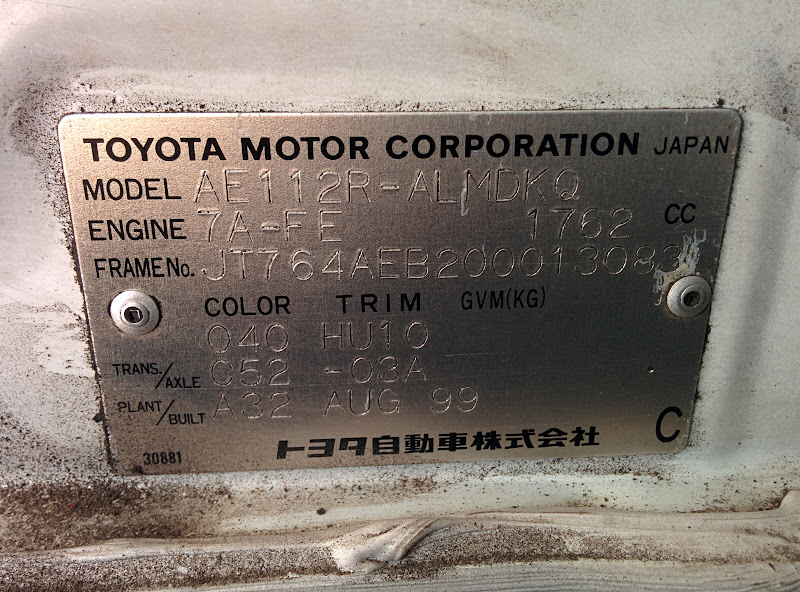 TOYOTA MOTOR CORPORATION JAPAN
MODEL AE112R-ALMDKQ
ENGINE 7A-FE 1762 CC
FRAME No. JT764AEB200013083
COLOR TRIM GVM(KG)
040 HU10
TRANS./AXLE C52 -03A
PLANT/BUILT A32 AUG 99
30881 トヨタ自動車株式会社 C